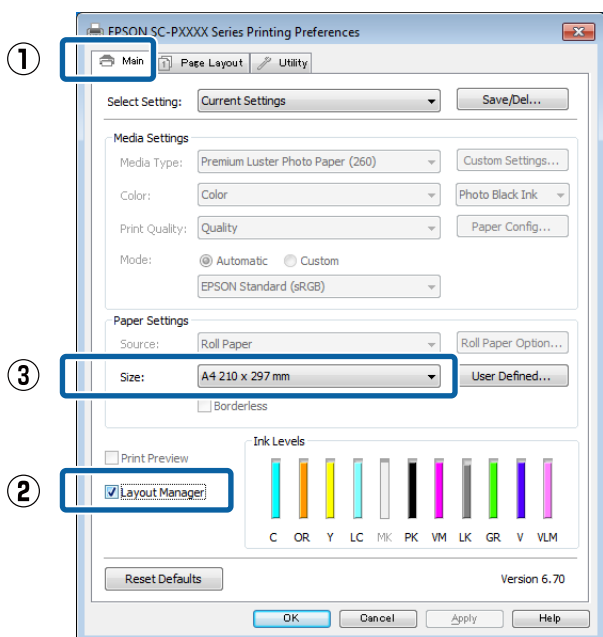 EPSON SC-PXXXX Series Printing Preferences
1
Main
Page Layout
Utility
Select Setting: Current Settings Save/Del...
Media Settings
Media Type: Premium Luster Photo Paper (260) Custom Settings...
Color: Color Photo Black Ink
Print Quality: Quality Paper Config...
Mode: Automatic Custom
EPSON Standard (sRGB)
Paper Settings
Source: Roll Paper Roll Paper Option...
3 Size: A4 210 x 297 mm User Defined...
Borderless
Print Preview
Ink Levels
2 Layout Manager
C OR Y LC MK PK VM LK GR V VLM
Reset Defaults Version 6.70
OK Cancel Apply Help